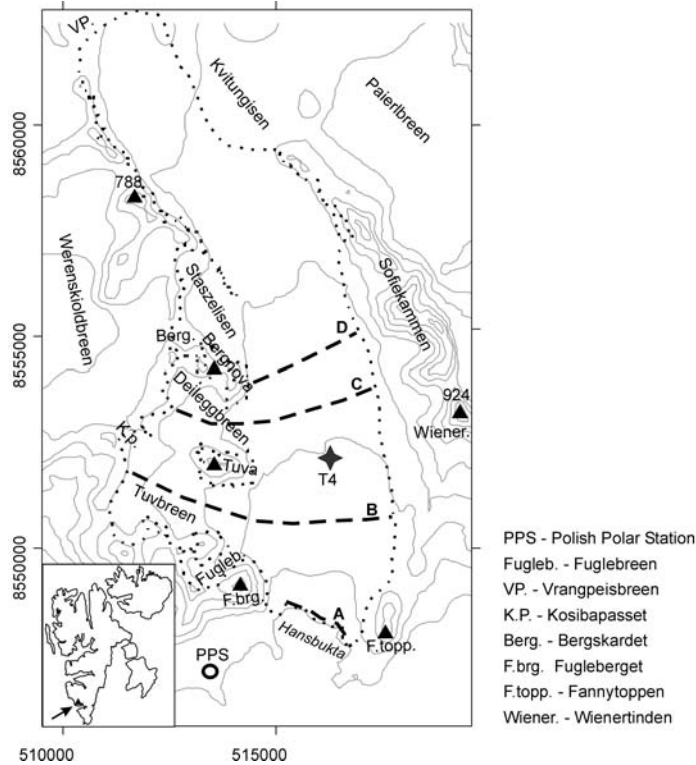 VP.
Kvitungisen
Paierlbreen
8560000
788
Werenskioldbreen
Staszelisen
Sofiekammen
8555000
Berg.
Bergnova
D
C
924
Wiener.
Deileggbreen
K.P.
Tuva
T4
B
Tuvbreen
8550000
Fugleb.
F.brg.
A
Hansbukta
F.topp.
PPS
510000
515000
PPS - Polish Polar Station
Fugleb. - Fuglebreen
VP. - Vrangpeisbreen
K.P. - Kosibapasset
Berg. - Bergskardet
F.brg. Fugleberget
F.topp. - Fannytoppen
Wiener. - Wienertinden